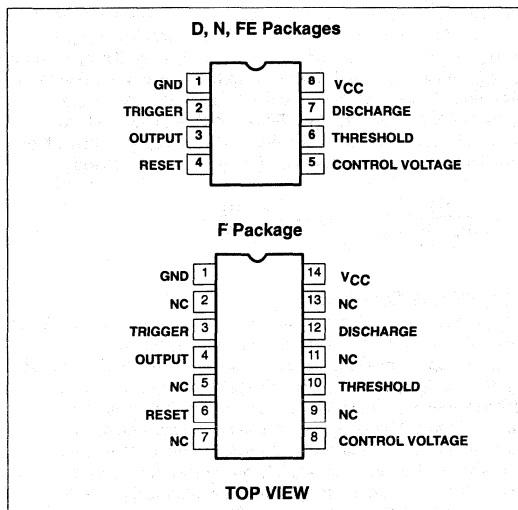 D, N, FE Packages
GND 1 8 VCC
TRIGGER 2 7 DISCHARGE
OUTPUT 3 6 THRESHOLD
RESET 4 5 CONTROL VOLTAGE
F Package
GND 1 14 VCC
NC 2 13 NC
TRIGGER 3 12 DISCHARGE
OUTPUT 4 11 NC
NC 5 10 THRESHOLD
RESET 6 9 NC
NC 7 8 CONTROL VOLTAGE
TOP VIEW